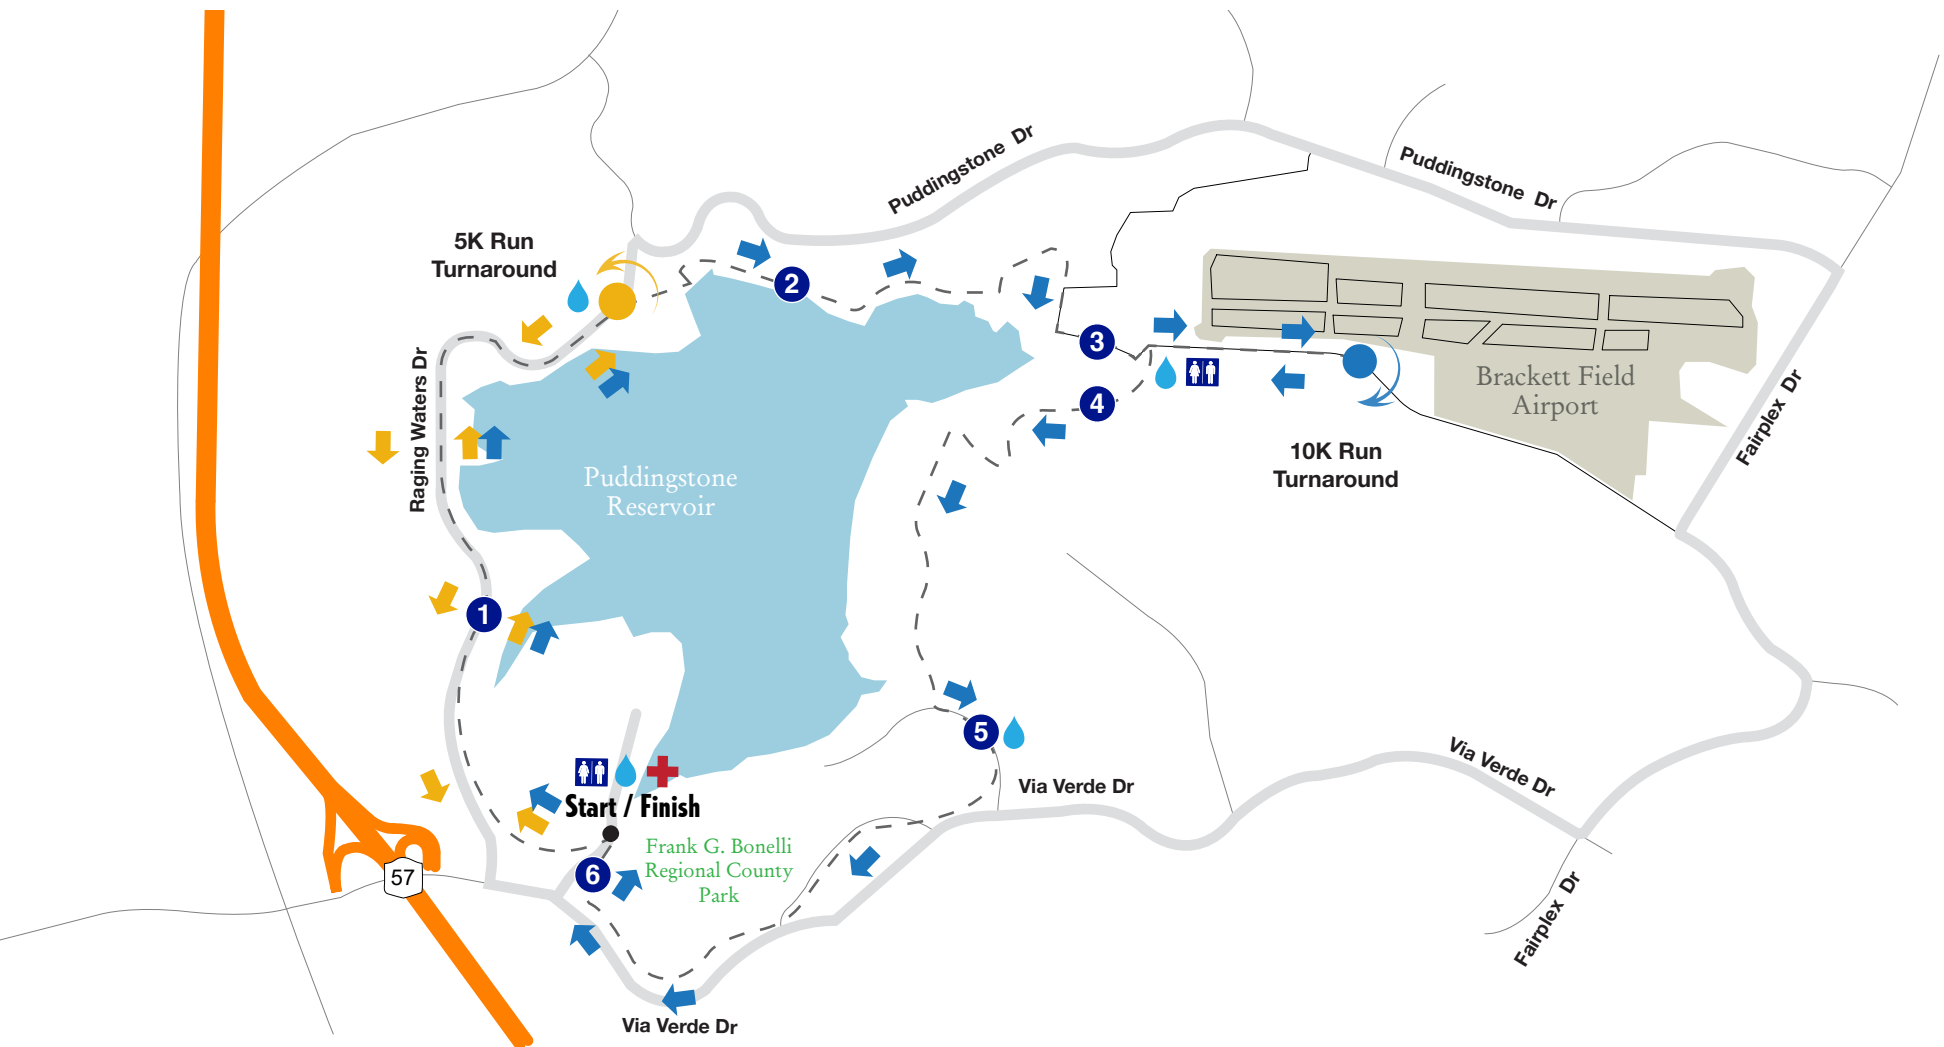 Puddingstone Dr
Puddingstone Dr
5K Run
Turnaround
2
3
4
Brackett Field
Airport
Raging Waters Dr
Fairplex Dr
10K Run
Turnaround
Puddingstone
Reservoir
1
5
Via Verde Dr
Via Verde Dr
Start / Finish
Frank G. Bonelli
Regional County
Park
6
57
Fairplex Dr
Via Verde Dr